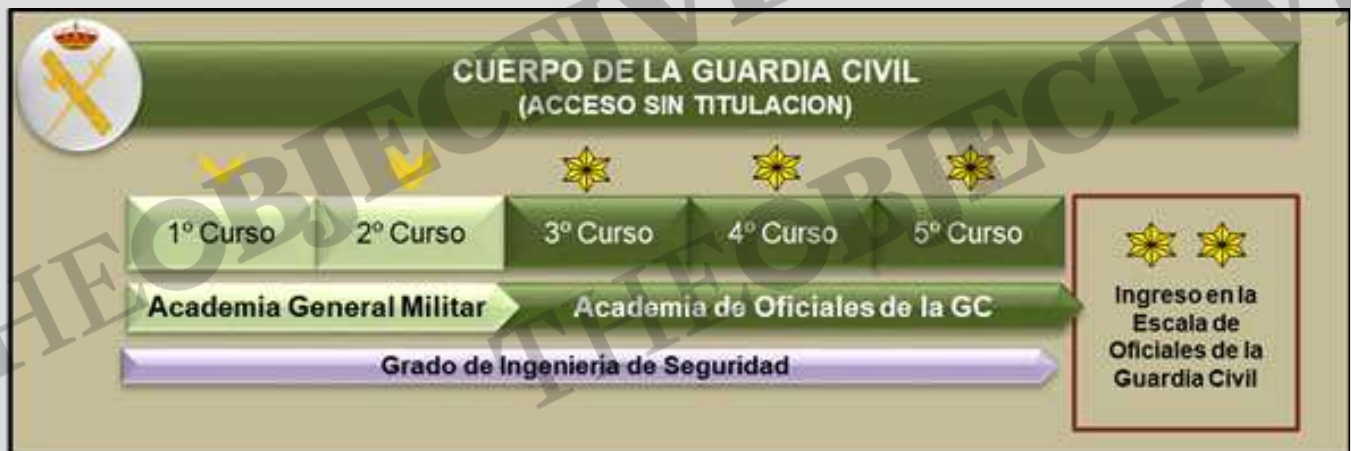 CUERPO DE LA GUARDIA CIVIL
(ACCESO SIN TITULACION)
1º Curso
2º Curso
3º Curso
4º Curso
5º Curso
Academia General Militar
Academia de Oficiales de la GC
Grado de Ingenieria de Seguridad
Ingreso en la
Escala de
Oficiales de la
Guardia Civil
THEOBJECTIVE
THEOBJECTIVE